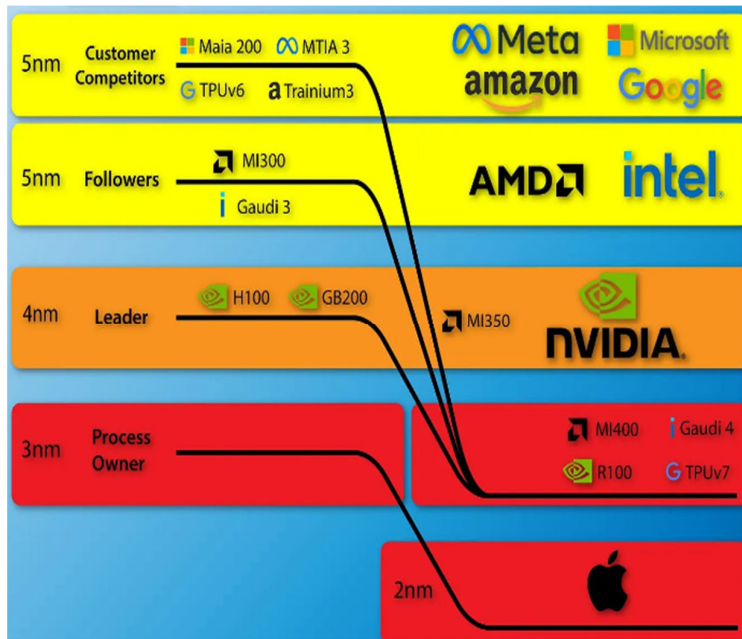 5nm Customer Competitors Maia 200 MTIA 3 Meta Microsoft
TPUv6 a Trainium3 amazon Google
5nm Followers MI300 AMD intel.
Gaudi 3
4nm Leader H100 GB200 MI350 NVIDIA.
3nm Process Owner MI400 Gaudi 4
R100 TPUv7
2nm